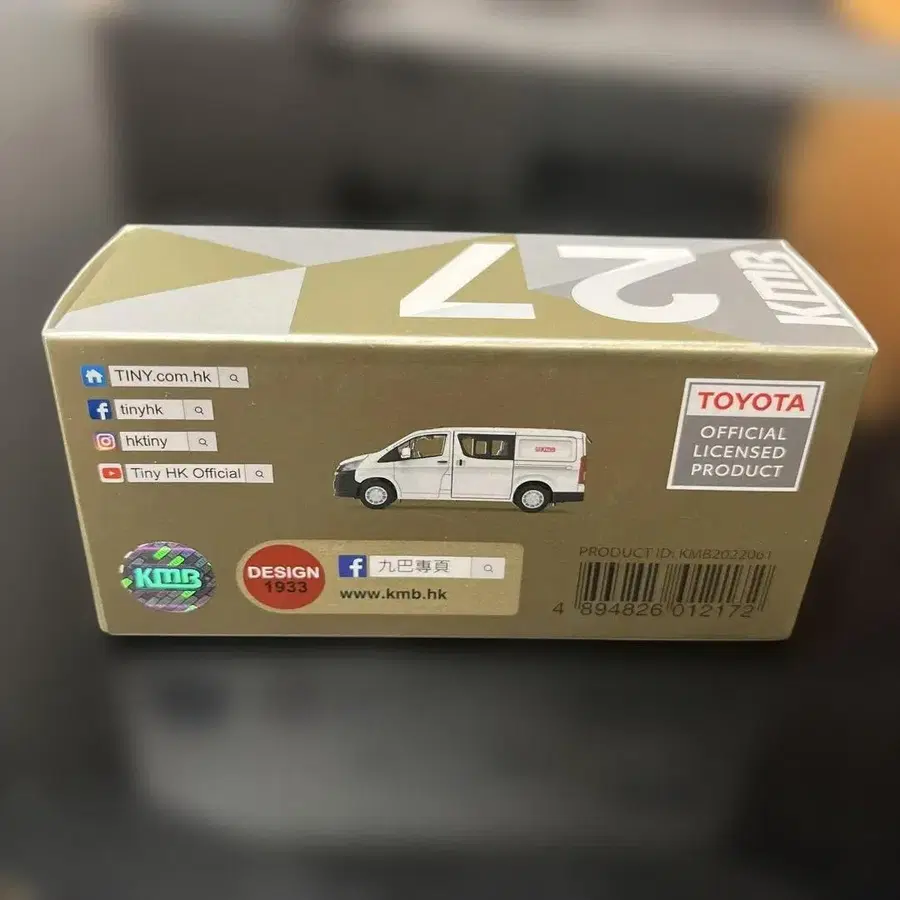 27
KMB
TINY.com.hk
tinyhk
hktiny
Tiny HK Official
TOYOTA
OFFICIAL
LICENSED
PRODUCT
KMB
DESIGN
1933
九巴專頁
www.kmb.hk
PRODUCT ID: KMB2022061
4 894826 012172